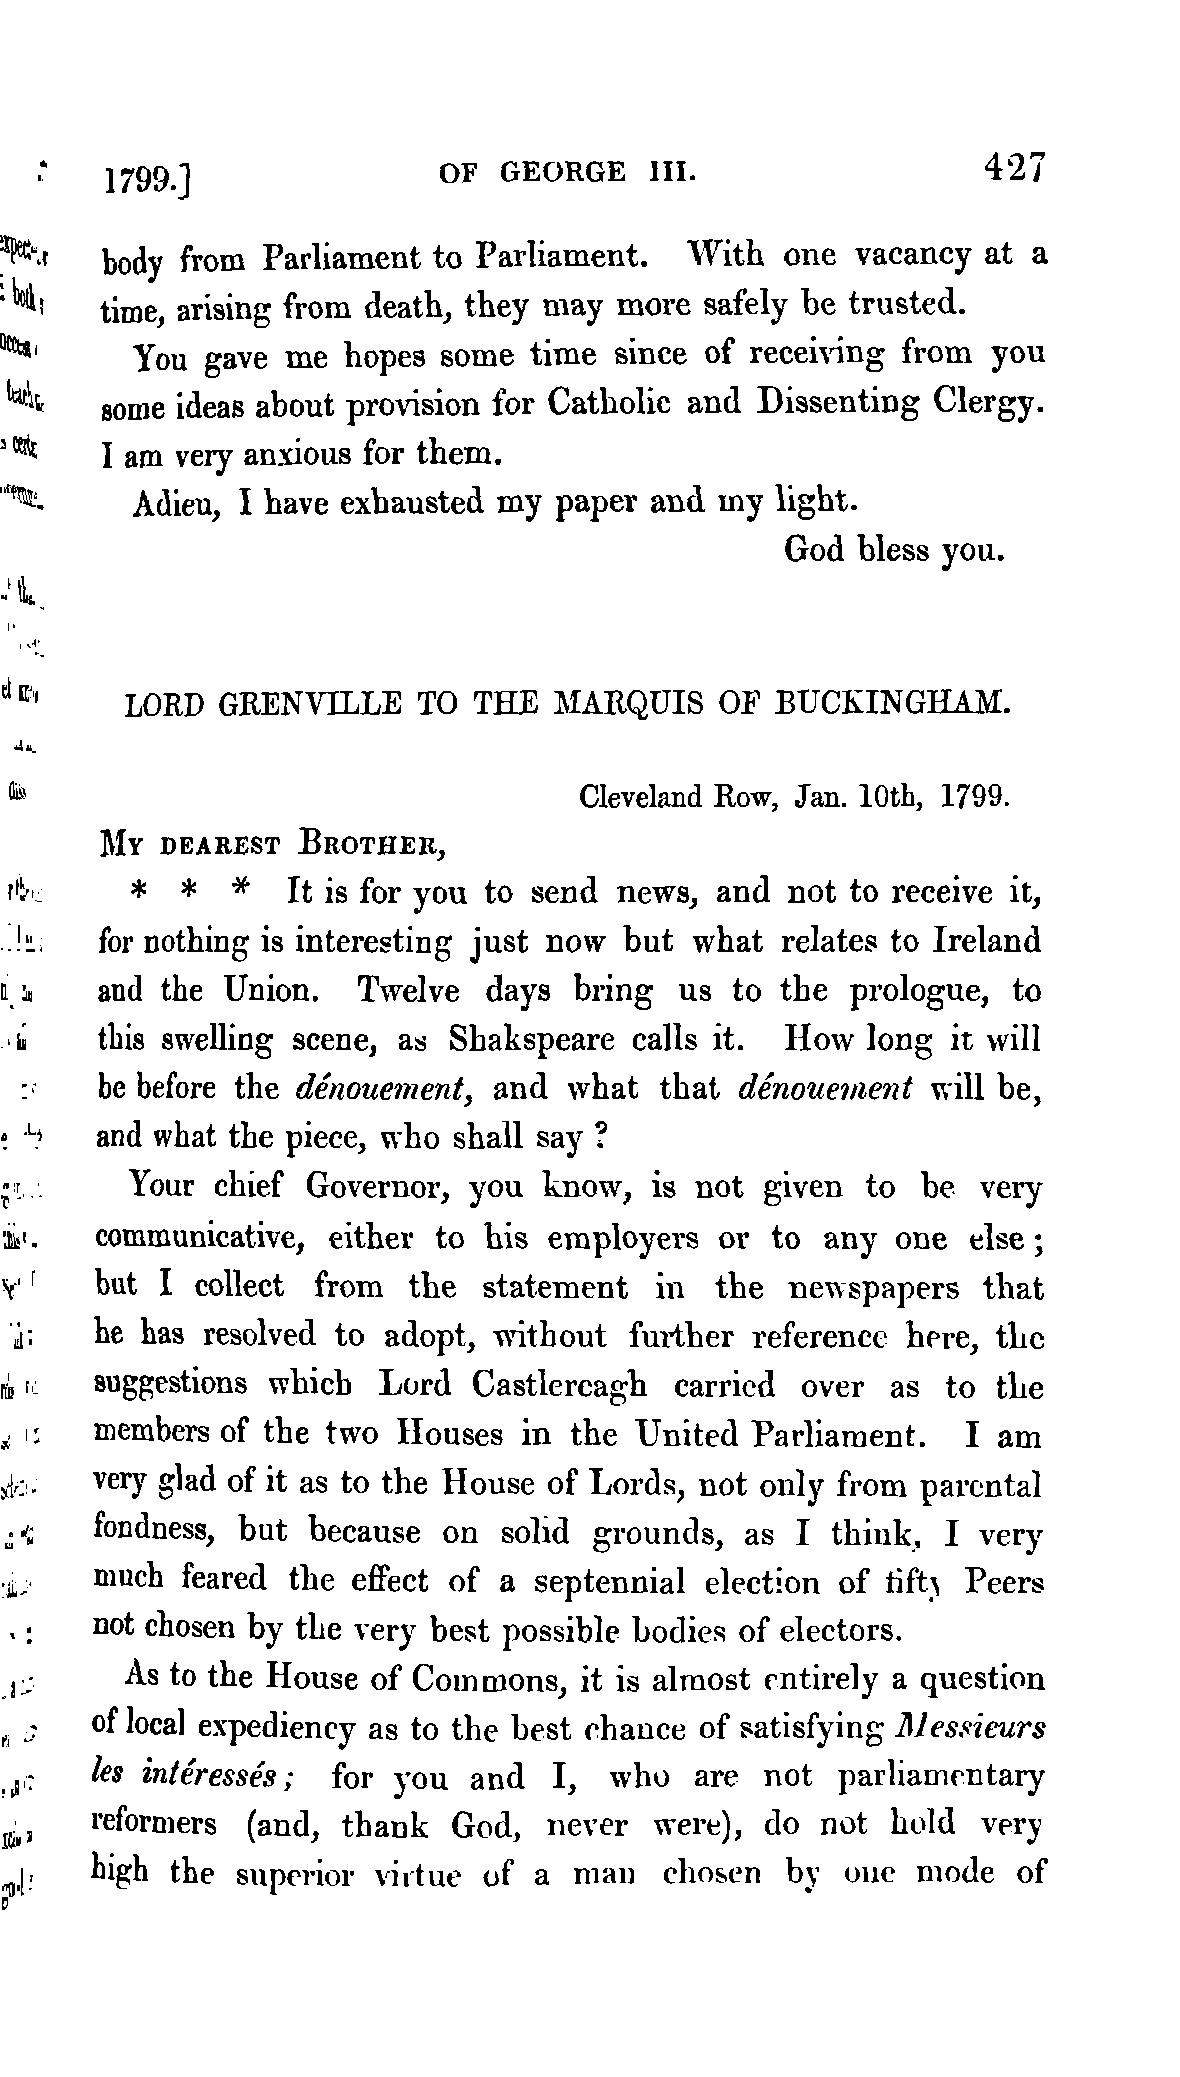 1799.] OF GEORGE III. 427
body from Parliament to Parliament. With one vacancy at a
time, arising from death, they may more safely be trusted.
You gave me hopes some time since of receiving from you
some ideas about provision for Catholic and Dissenting Clergy.
I am very anxious for them.
Adieu, I have exhausted my paper and my light.
God bless you.
LORD GRENVILLE TO THE MARQUIS OF BUCKINGHAM.
Cleveland Row, Jan. 10th, 1799.
MY DEAREST BROTHER,
* * * It is for you to send news, and not to receive it,
for nothing is interesting just now but what relates to Ireland
and the Union. Twelve days bring us to the prologue, to
this swelling scene, as Shakspeare calls it. How long it will
be before the dénouement, and what that dénouement will be,
and what the piece, who shall say ?
Your chief Governor, you know, is not given to be very
communicative, either to his employers or to any one else ;
but I collect from the statement in the newspapers that
he has resolved to adopt, without further reference here, the
suggestions which Lord Castlereagh carried over as to the
members of the two Houses in the United Parliament. I am
very glad of it as to the House of Lords, not only from parental
fondness, but because on solid grounds, as I think, I very
much feared the effect of a septennial election of fifty Peers
not chosen by the very best possible bodies of electors.
As to the House of Commons, it is almost entirely a question
of local expediency as to the best chance of satisfying Messieurs
les intéressés ; for you and I, who are not parliamentary
reformers (and, thank God, never were), do not hold very
high the superior virtue of a man chosen by one mode of